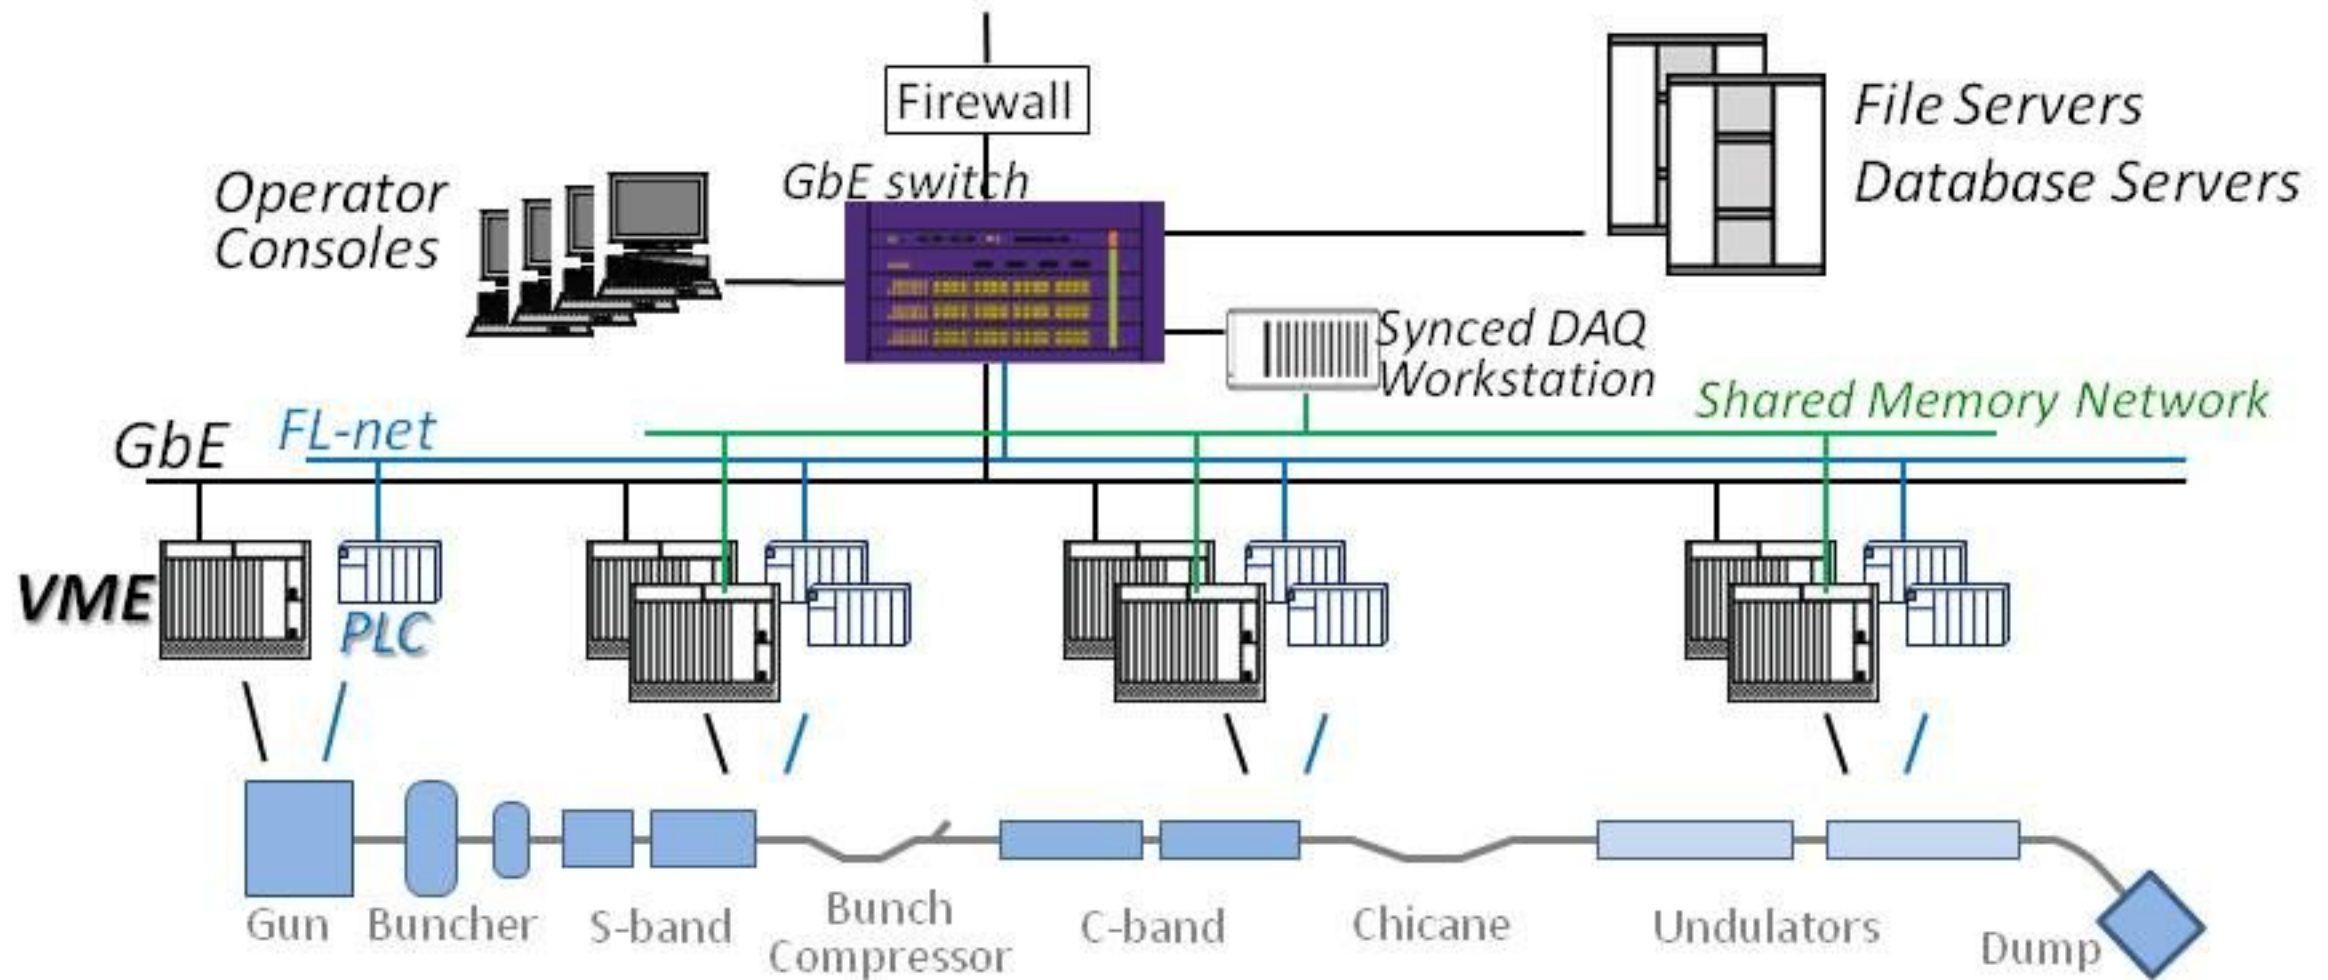 Firewall
File Servers
Database Servers
GbE switch
Operator
Consoles
Synced DAQ
Workstation
Shared Memory Network
GbE
FL-net
VME
PLC
Gun
Buncher
S-band
Bunch
Compressor
C-band
Chicane
Undulators
Dump